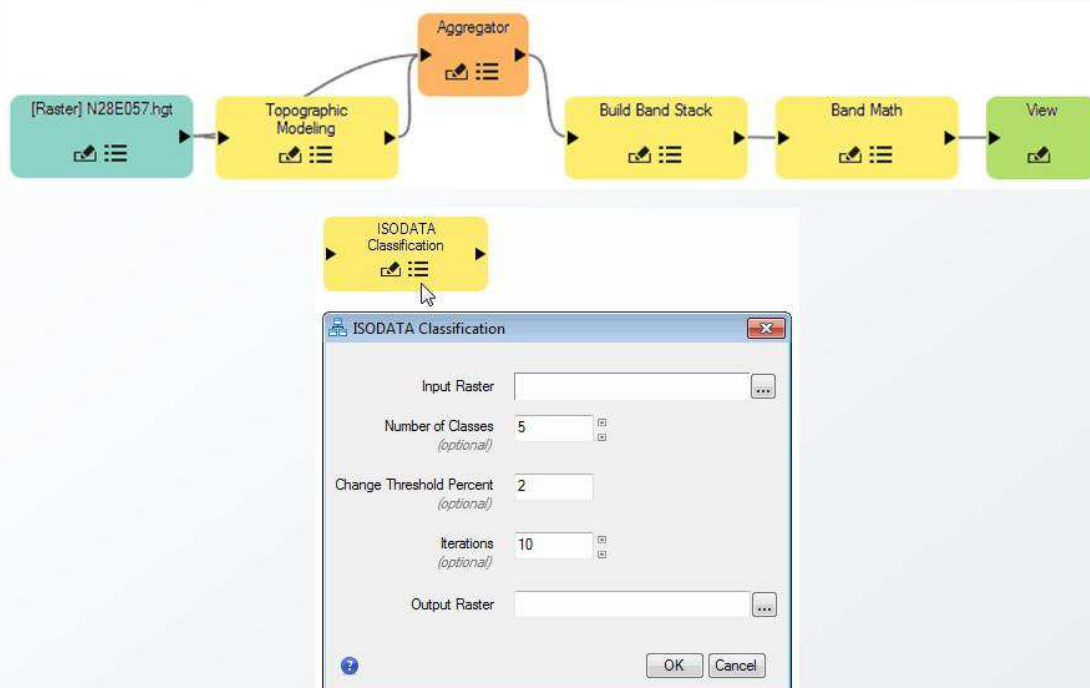 Aggregator
[Raster] N28E057.hgt
Topographic
Modeling
Build Band Stack
Band Math
View
ISODATA
Classification
ISODATA Classification
Input Raster
...
Number of Classes
5
(optional)
Change Threshold Percent
2
(optional)
Iterations
10
(optional)
Output Raster
...
?
OK
Cancel